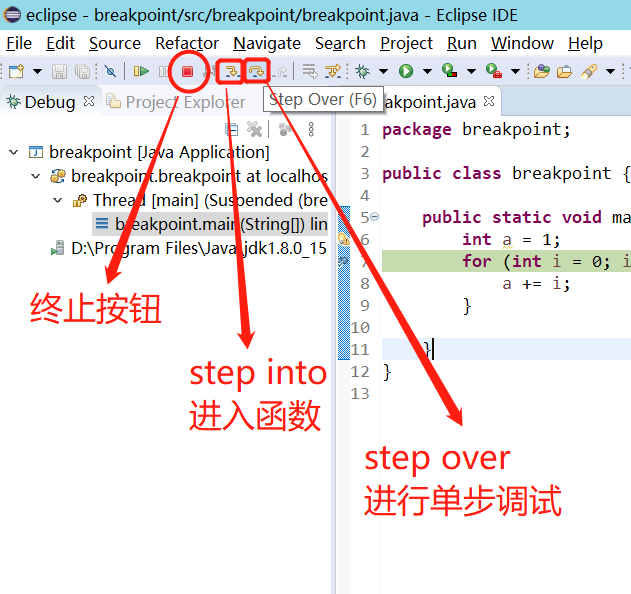 eclipse - breakpoint/src/breakpoint/breakpoint.java - Eclipse IDE
File Edit Source Refactor Navigate Search Project Run Window Help
Debug Project Explorer
Step Over (F6)
akpoint.java
breakpoint [Java Application]
breakpoint.breakpoint at localhos
Thread [main] (Suspended (bre
breakpoint.main(String[]) lin
D:\Program Files\Java\jdk1.8.0_15
1 package breakpoint;
2
3 public class breakpoint {
4
5 public static void ma
6 int a = 1;
7 for (int i = 0; i
8 a += i;
9 }
10
11 }
12 }
13
终止按钮
step into
进入函数
step over
进行单步调试